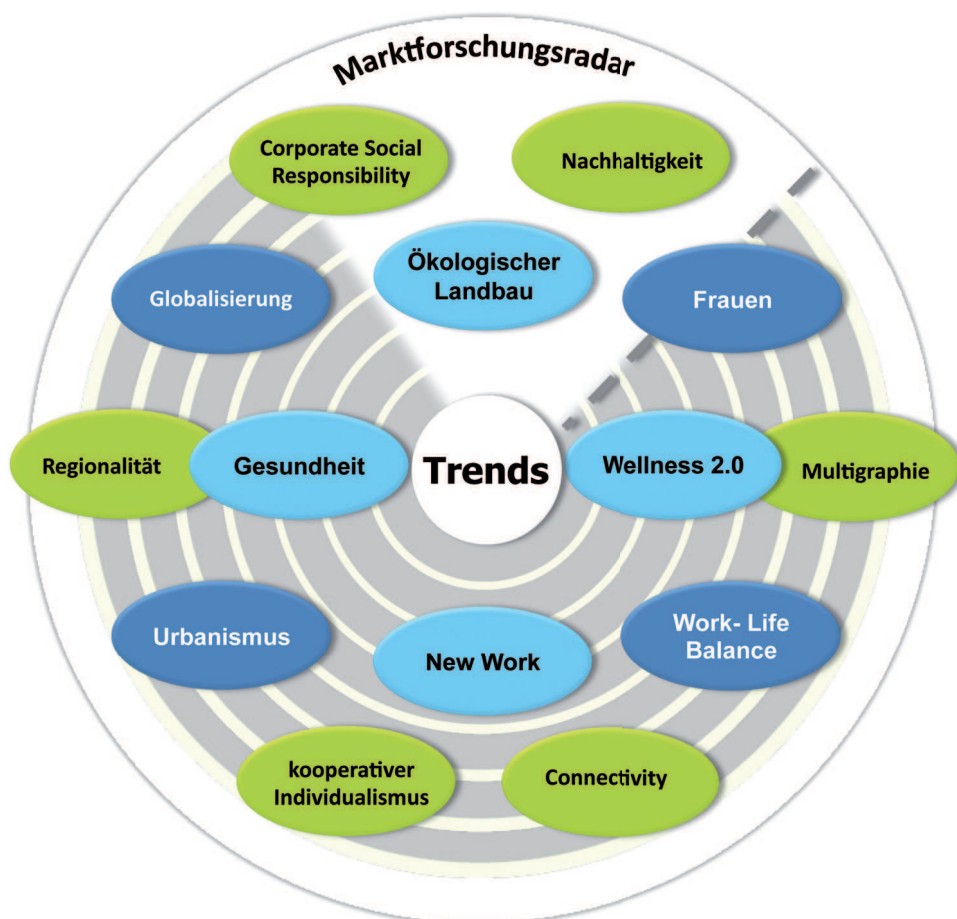 Marktforschungsradar
Corporate Social
Responsibility
Nachhaltigkeit
Ökologischer
Landbau
Globalisierung
Frauen
Regionalität
Gesundheit
Trends
Wellness 2.0
Multigraphie
Urbanismus
New Work
Work- Life
Balance
kooperativer
Individualismus
Connectivity